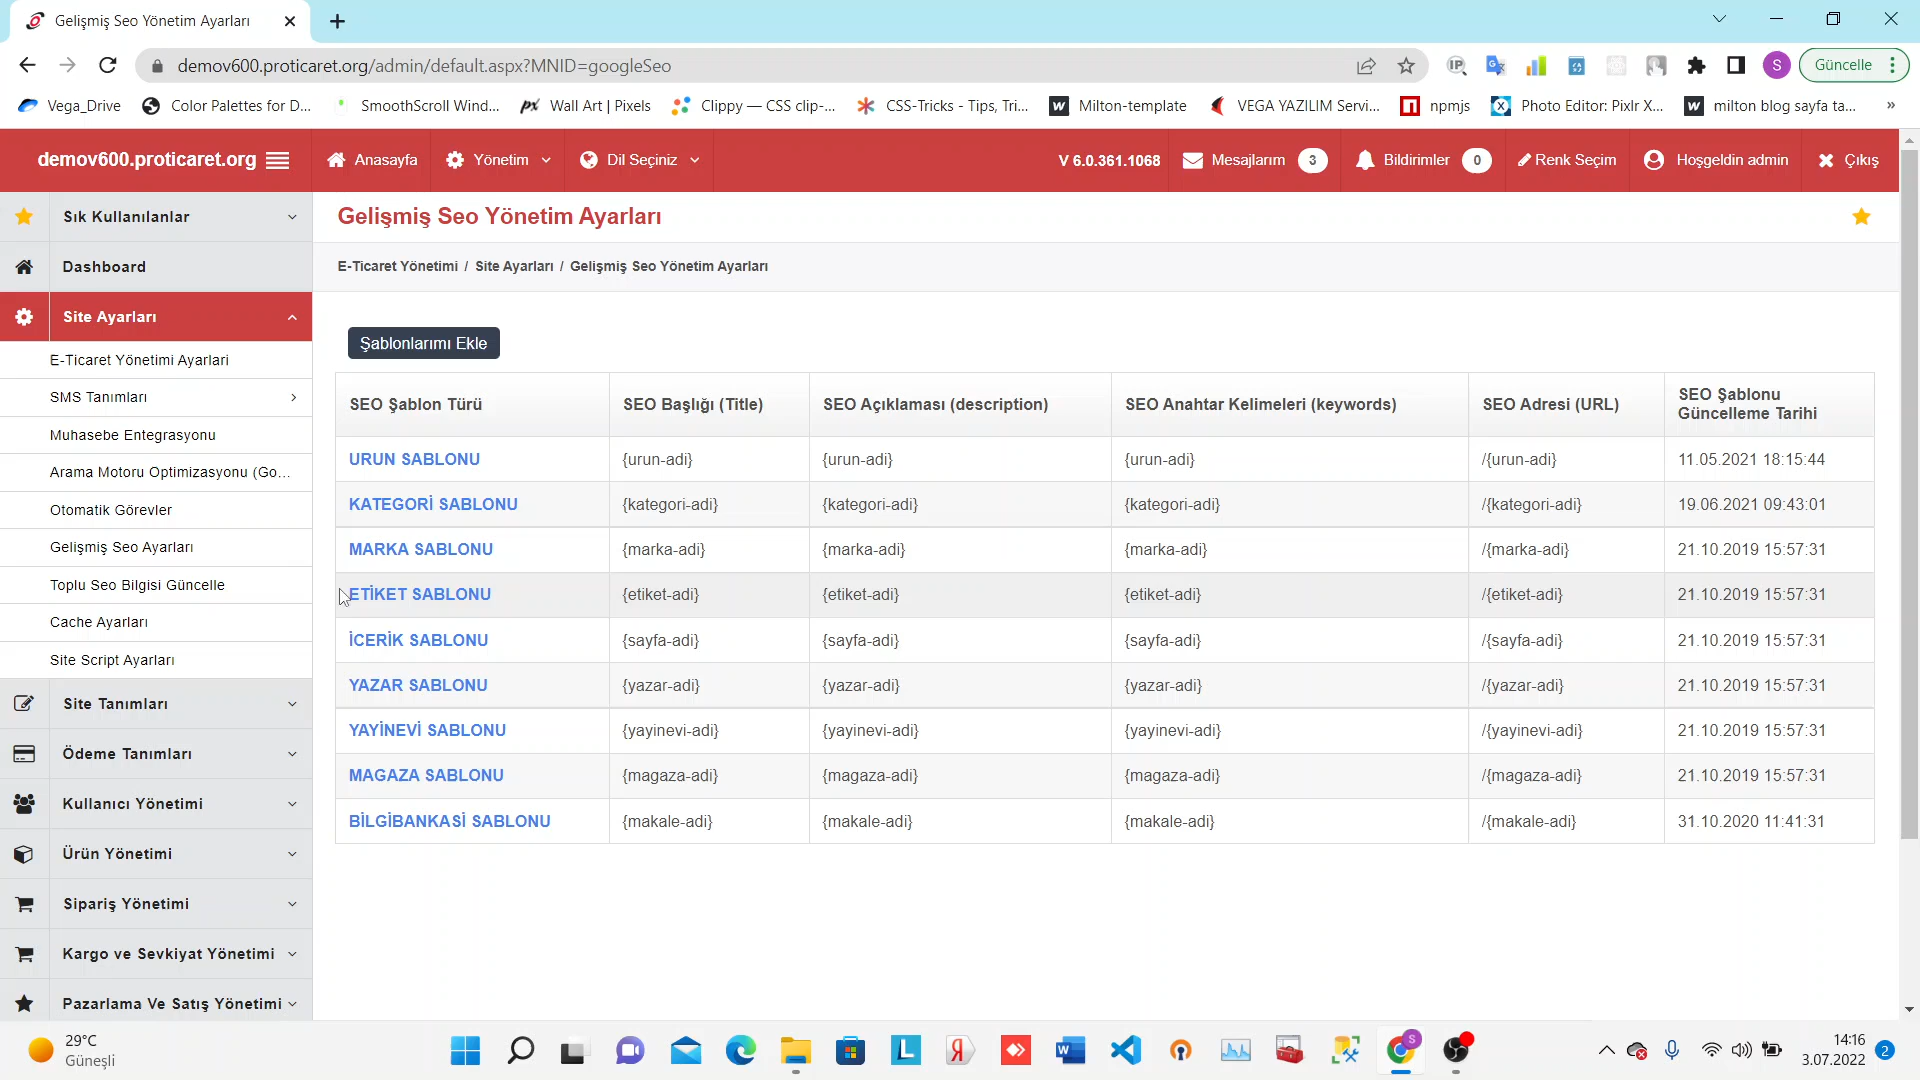 Gelişmiş Seo Yönetim Ayarları
demov600.proticaret.org/admin/default.aspx?MNID=googleSeo
S
Güncelle
Vega_Drive
Color Palettes for D...
SmoothScroll Wind...
Wall Art | Pixels
Clippy — CSS clip-...
CSS-Tricks - Tips, Tri...
Milton-template
VEGA YAZILIM Servi...
npmjs
Photo Editor: Pixlr X...
milton blog sayfa ta...
»
demov600.proticaret.org
Anasayfa
Yönetim
Dil Seçiniz
V 6.0.361.1068
Mesajlarım 3
Bildirimler 0
Renk Seçim
Hoşgeldin admin
Çıkış
Sık Kullanılanlar
Dashboard
Site Ayarları
E-Ticaret Yönetimi Ayarlari
SMS Tanımları
Muhasebe Entegrasyonu
Arama Motoru Optimizasyonu (Go...
Otomatik Görevler
Gelişmiş Seo Ayarları
Toplu Seo Bilgisi Güncelle
Cache Ayarları
Site Script Ayarları
Site Tanımları
Ödeme Tanımları
Kullanıcı Yönetimi
Ürün Yönetimi
Sipariş Yönetimi
Kargo ve Sevkiyat Yönetimi
Pazarlama Ve Satış Yönetimi
Gelişmiş Seo Yönetim Ayarları
E-Ticaret Yönetimi / Site Ayarları / Gelişmiş Seo Yönetim Ayarları
Şablonlarımı Ekle
SEO Şablon Türü SEO Başlığı (Title) SEO Açıklaması (description) SEO Anahtar Kelimeleri (keywords) SEO Adresi (URL) SEO Şablonu
Güncelleme Tarihi
URUN SABLONU {urun-adi} {urun-adi} {urun-adi} /{urun-adi} 11.05.2021 18:15:44
KATEGORİ SABLONU {kategori-adi} {kategori-adi} {kategori-adi} /{kategori-adi} 19.06.2021 09:43:01
MARKA SABLONU {marka-adi} {marka-adi} {marka-adi} /{marka-adi} 21.10.2019 15:57:31
ETİKET SABLONU {etiket-adi} {etiket-adi} {etiket-adi} /{etiket-adi} 21.10.2019 15:57:31
İCERİK SABLONU {sayfa-adi} {sayfa-adi} {sayfa-adi} /{sayfa-adi} 21.10.2019 15:57:31
YAZAR SABLONU {yazar-adi} {yazar-adi} {yazar-adi} /{yazar-adi} 21.10.2019 15:57:31
YAYİNEVİ SABLONU {yayinevi-adi} {yayinevi-adi} {yayinevi-adi} /{yayinevi-adi} 21.10.2019 15:57:31
MAGAZA SABLONU {magaza-adi} {magaza-adi} {magaza-adi} /{magaza-adi} 21.10.2019 15:57:31
BİLGİBANKASİ SABLONU {makale-adi} {makale-adi} {makale-adi} /{makale-adi} 31.10.2020 11:41:31
29°C
Güneşli
14:16
3.07.2022
2